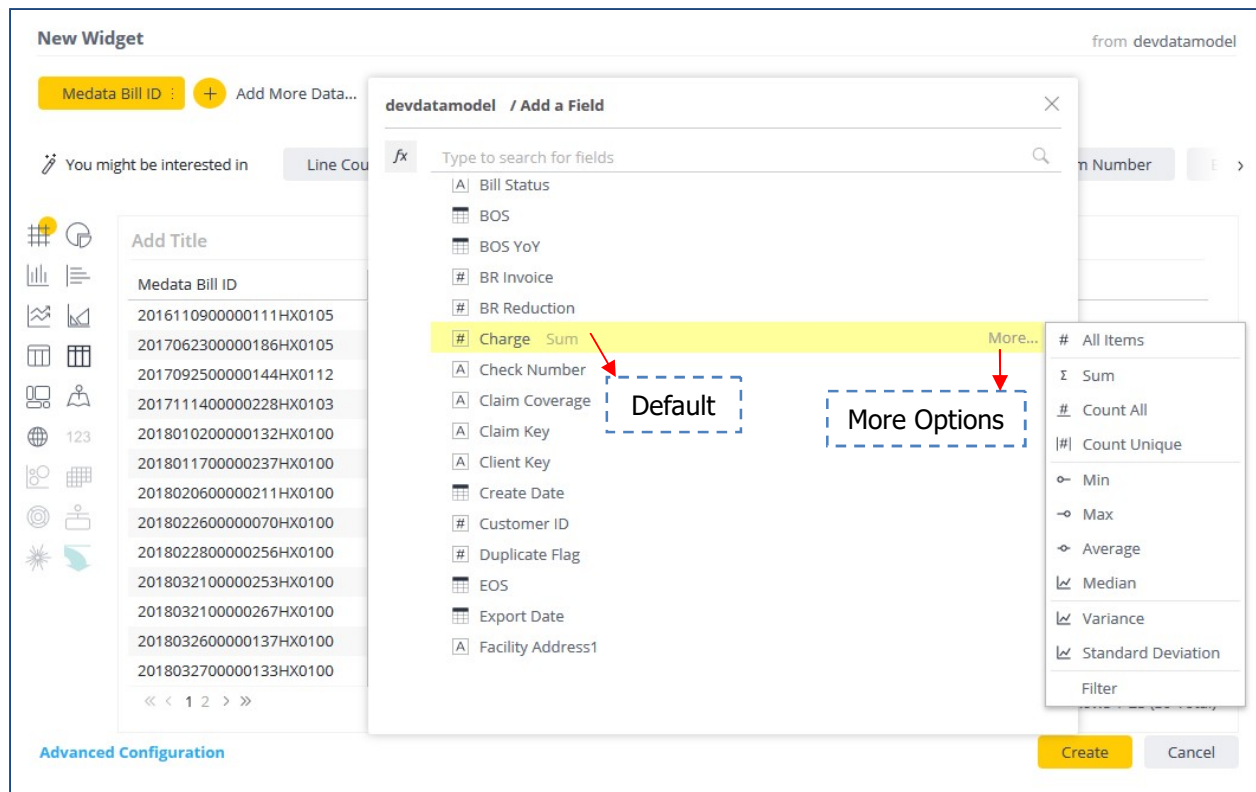 New Widget
from devdatamodel
Medata Bill ID
Add More Data...
devdatamodel / Add a Field
fx
Type to search for fields
You might be interested in
Line Cou
m Number
Add Title
Medata Bill ID
2016110900000111HX0105
2017062300000186HX0105
2017092500000144HX0112
2017111400000228HX0103
2018010200000132HX0100
2018011700000237HX0100
2018020600000211HX0100
2018022600000070HX0100
2018022800000256HX0100
2018032100000253HX0100
2018032100000267HX0100
2018032600000137HX0100
2018032700000133HX0100
« < 1 2 > »
123
A Bill Status
BOS
BOS YoY
# BR Invoice
# BR Reduction
# Charge Sum More...
A Check Number
A Claim Coverage
A Claim Key
A Client Key
Create Date
# Customer ID
# Duplicate Flag
EOS
Export Date
A Facility Address1
Default
More Options
# All Items
Σ Sum
# Count All
|#| Count Unique
Min
Max
Average
Median
Variance
Standard Deviation
Filter
Advanced Configuration
Create
Cancel